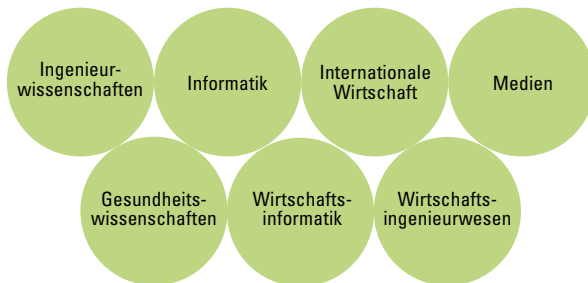 Ingenieur-
wissenschaften
Informatik
Internationale
Wirtschaft
Medien
Gesundheits-
wissenschaften
Wirtschafts-
informatik
Wirtschafts-
ingenieurwesen